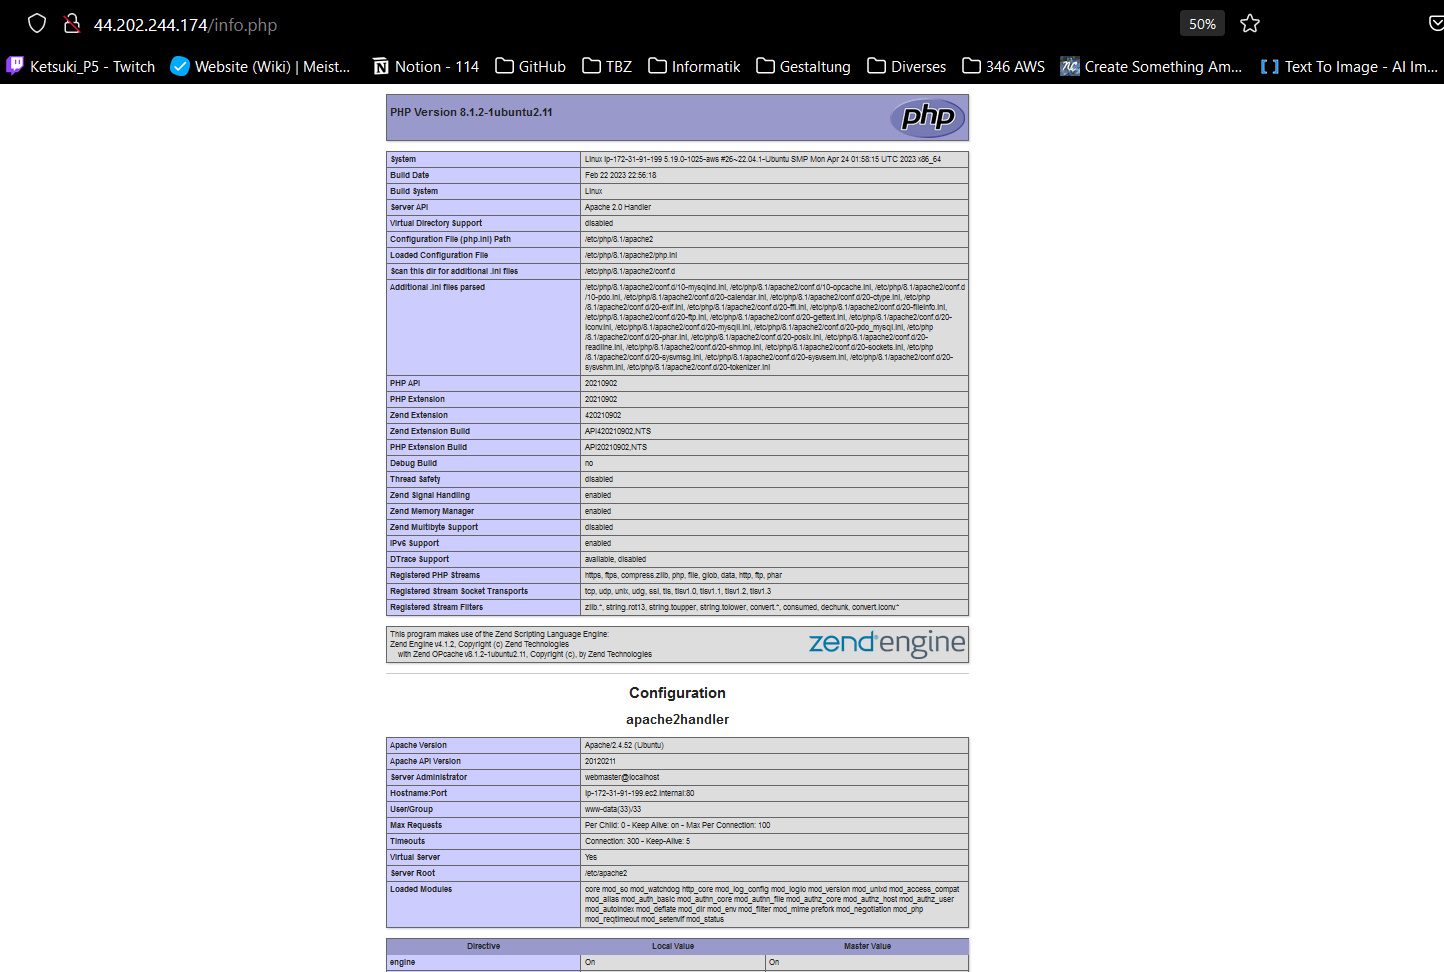 44.202.244.174/info.php 50%
Ketsuki_P5 - Twitch Website (Wiki) | Meist... Notion - 114 GitHub TBZ Informatik Gestaltung Diverses 346 AWS Create Something Am... Text To Image - AI Im...
PHP Version 8.1.2-1ubuntu2.11 php
System Linux ip-172-31-91-199 5.19.0-1025-aws #26~22.04.1-Ubuntu SMP Mon Apr 24 01:58:15 UTC 2023 x86_64
Build Date Feb 22 2023 22:56:18
Build System Linux
Server API Apache 2.0 Handler
Virtual Directory Support disabled
Configuration File (php.ini) Path /etc/php/8.1/apache2
Loaded Configuration File /etc/php/8.1/apache2/php.ini
Scan this dir for additional .ini files /etc/php/8.1/apache2/conf.d
Additional .ini files parsed /etc/php/8.1/apache2/conf.d/10-mysqlnd.ini, /etc/php/8.1/apache2/conf.d/10-opcache.ini, /etc/php/8.1/apache2/conf.d
/10-pdo.ini, /etc/php/8.1/apache2/conf.d/20-calendar.ini, /etc/php/8.1/apache2/conf.d/20-ctype.ini, /etc/php
/8.1/apache2/conf.d/20-exif.ini, /etc/php/8.1/apache2/conf.d/20-ffi.ini, /etc/php/8.1/apache2/conf.d/20-fileinfo.ini,
/etc/php/8.1/apache2/conf.d/20-ftp.ini, /etc/php/8.1/apache2/conf.d/20-gettext.ini, /etc/php/8.1/apache2/conf.d/20-
iconv.ini, /etc/php/8.1/apache2/conf.d/20-mysqli.ini, /etc/php/8.1/apache2/conf.d/20-pdo_mysql.ini, /etc/php
/8.1/apache2/conf.d/20-phar.ini, /etc/php/8.1/apache2/conf.d/20-posix.ini, /etc/php/8.1/apache2/conf.d/20-
readline.ini, /etc/php/8.1/apache2/conf.d/20-shmop.ini, /etc/php/8.1/apache2/conf.d/20-sockets.ini, /etc/php
/8.1/apache2/conf.d/20-sysvmsg.ini, /etc/php/8.1/apache2/conf.d/20-sysvsem.ini, /etc/php/8.1/apache2/conf.d/20-
sysvshm.ini, /etc/php/8.1/apache2/conf.d/20-tokenizer.ini
PHP API 20210902
PHP Extension 20210902
Zend Extension 420210902
Zend Extension Build API420210902,NTS
PHP Extension Build API20210902,NTS
Debug Build no
Thread Safety disabled
Zend Signal Handling enabled
Zend Memory Manager enabled
Zend Multibyte Support disabled
IPv6 Support enabled
DTrace Support available, disabled
Registered PHP Streams https, ftps, compress.zlib, php, file, glob, data, http, ftp, phar
Registered Stream Socket Transports tcp, udp, unix, udg, ssl, tls, tlsv1.0, tlsv1.1, tlsv1.2, tlsv1.3
Registered Stream Filters zlib.*, string.rot13, string.toupper, string.tolower, convert.*, consumed, dechunk, convert.iconv.*
This program makes use of the Zend Scripting Language Engine:
Zend Engine v4.1.2, Copyright (c) Zend Technologies
with Zend OPcache v8.1.2-1ubuntu2.11, Copyright (c), by Zend Technologies
zend engine
Configuration
apache2handler
Apache Version Apache/2.4.52 (Ubuntu)
Apache API Version 20120211
Server Administrator webmaster@localhost
Hostname:Port ip-172-31-91-199.ec2.internal:80
User/Group www-data(33)/33
Max Requests Per Child: 0 - Keep Alive: on - Max Per Connection: 100
Timeouts Connection: 300 - Keep-Alive: 5
Virtual Server Yes
Server Root /etc/apache2
Loaded Modules core mod_so mod_watchdog http_core mod_log_config mod_logio mod_version mod_unixd mod_access_compat
mod_alias mod_auth_basic mod_authn_core mod_authn_file mod_authz_core mod_authz_host mod_authz_user
mod_autoindex mod_deflate mod_dir mod_env mod_filter mod_mime prefork mod_negotiation mod_php
mod_reqtimeout mod_setenvif mod_status
Directive Local Value Master Value
engine On On